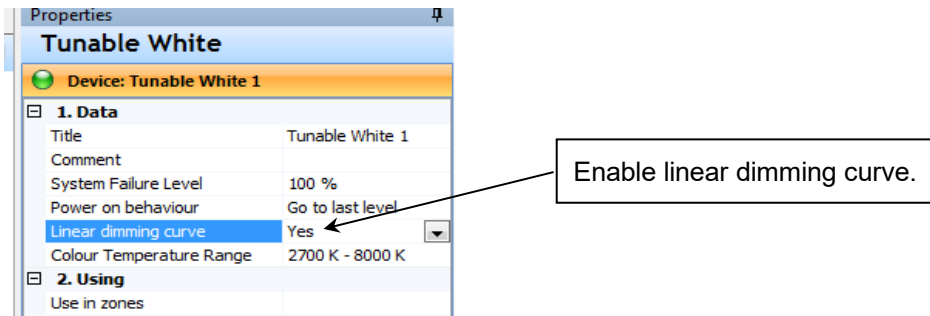 Properties
Tunable White
Device: Tunable White 1
1. Data
Title Tunable White 1
Comment
System Failure Level 100 %
Power on behaviour Go to last level
Linear dimming curve Yes
Colour Temperature Range 2700 K - 8000 K
2. Using
Use in zones
Enable linear dimming curve.